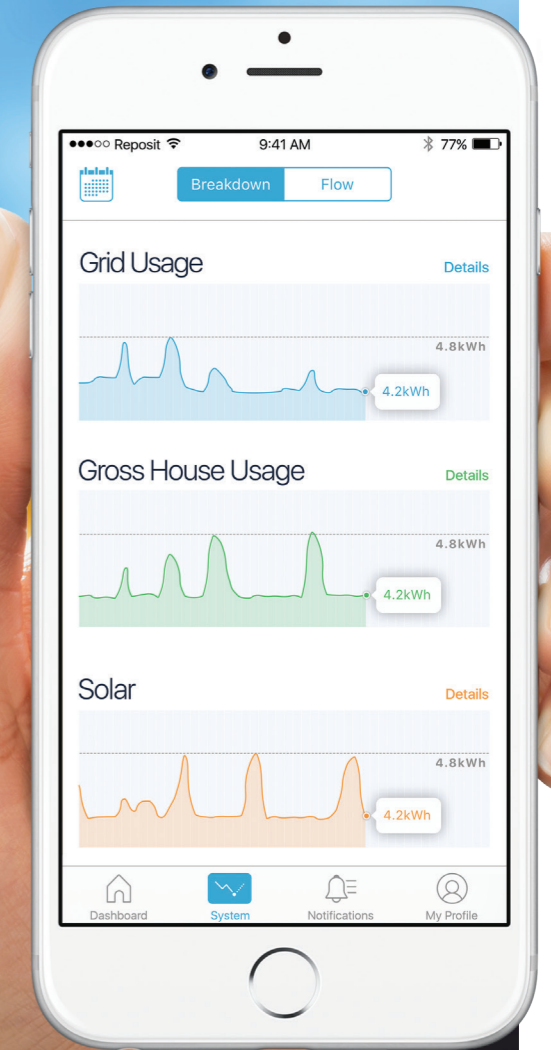 ●●●○○ Reposit 9:41 AM 77%
Breakdown Flow
Grid Usage Details
4.8kWh
4.2kWh
Gross House Usage Details
4.8kWh
4.2kWh
Solar Details
4.8kWh
4.2kWh
Dashboard System Notifications My Profile